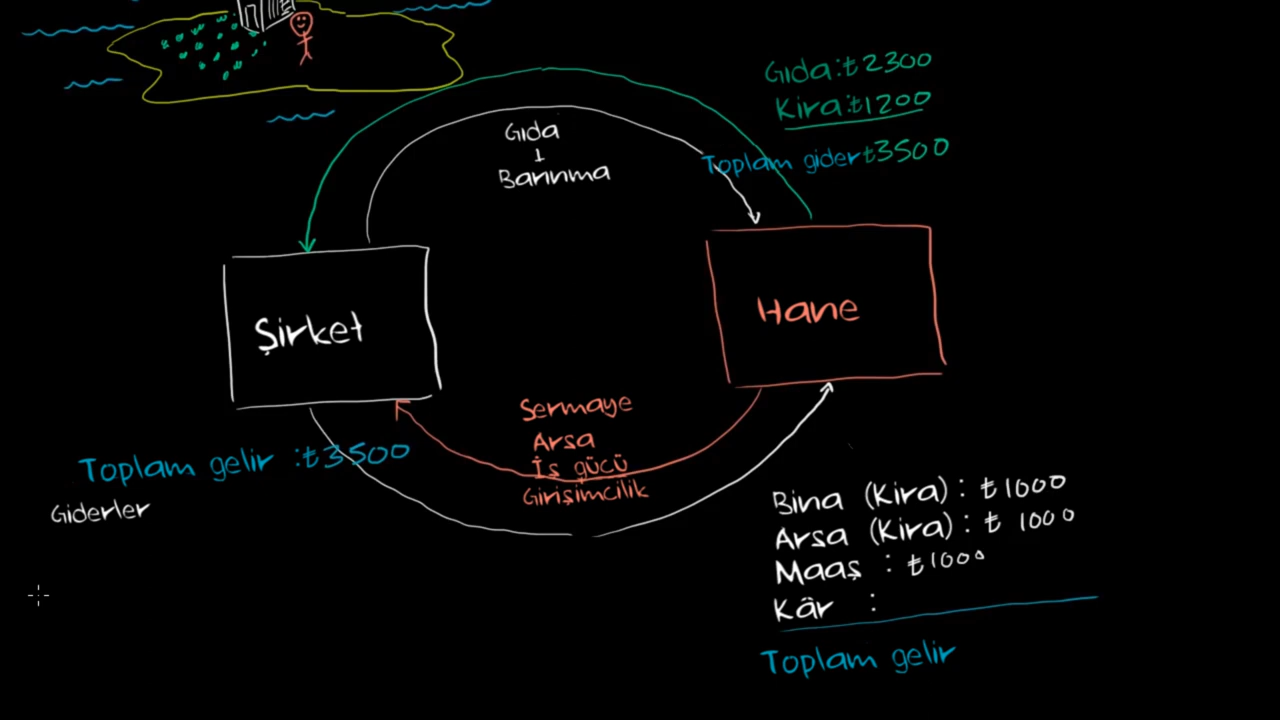 Gıda:₺2300
Kira:₺1200
Toplam gider₺3500
Gıda
+
Barınma
Şirket
Hane
Sermaye
Arsa
İş gücü
Girişimcilik
Toplam gelir :₺3500
Giderler
Bina (Kira) : ₺1000
Arsa (Kira) : ₺ 1000
Maaş : ₺1000
Kâr :
Toplam gelir